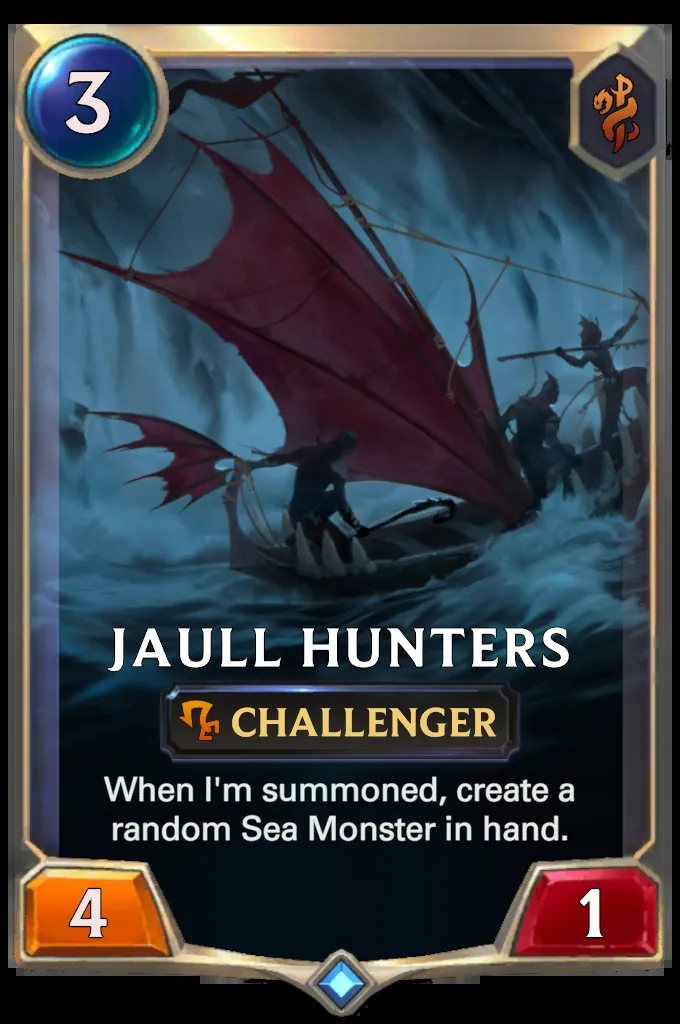 3
JAULL HUNTERS
CHALLENGER
When I'm summoned, create a
random Sea Monster in hand.
4
1